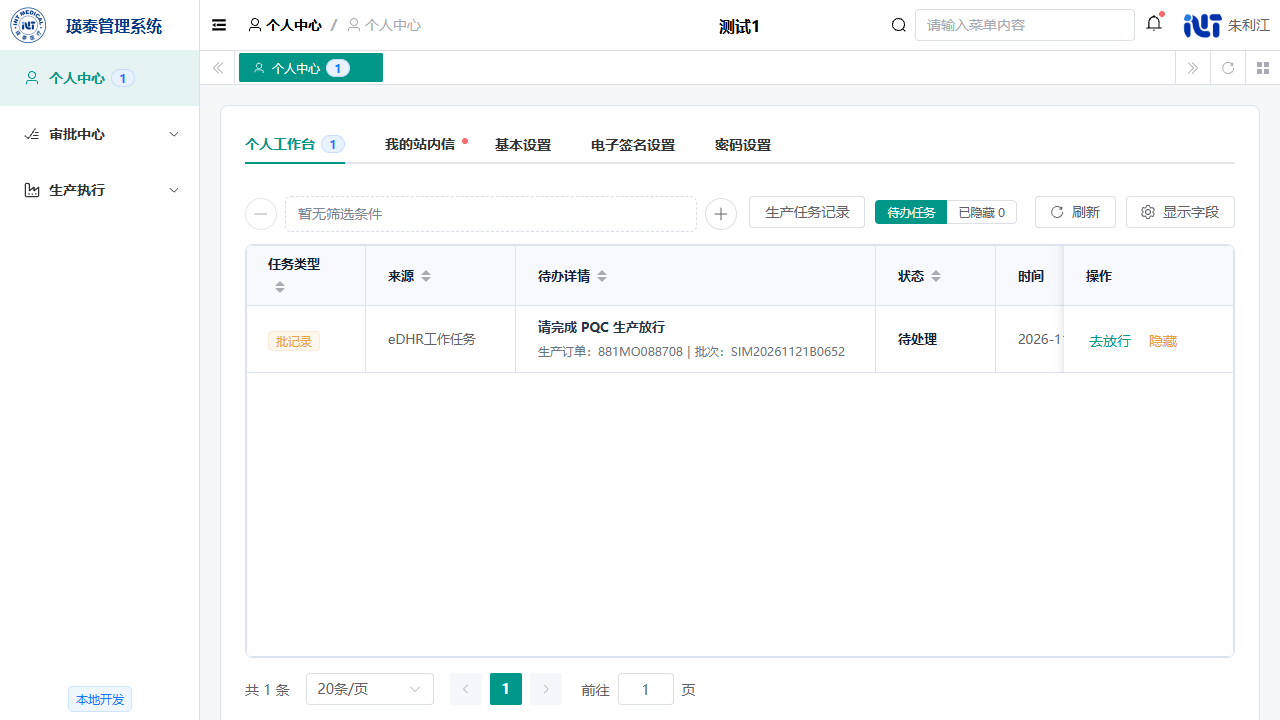 瑛泰管理系统
个人中心 / 个人中心
测试1
请输入菜单内容
朱利江
个人中心 1
审批中心
生产执行
本地开发
个人中心 1
个人工作台 1
我的站内信
基本设置
电子签名设置
密码设置
暂无筛选条件
生产任务记录
待办任务
已隐藏 0
刷新
显示字段
任务类型
来源
待办详情
状态
时间
操作
批记录
eDHR工作任务
请完成 PQC 生产放行
生产订单：881MO088708 | 批次：SIM20261121B0652
待处理
2026-1
去放行
隐藏
共 1 条
20条/页
1
前往 1 页